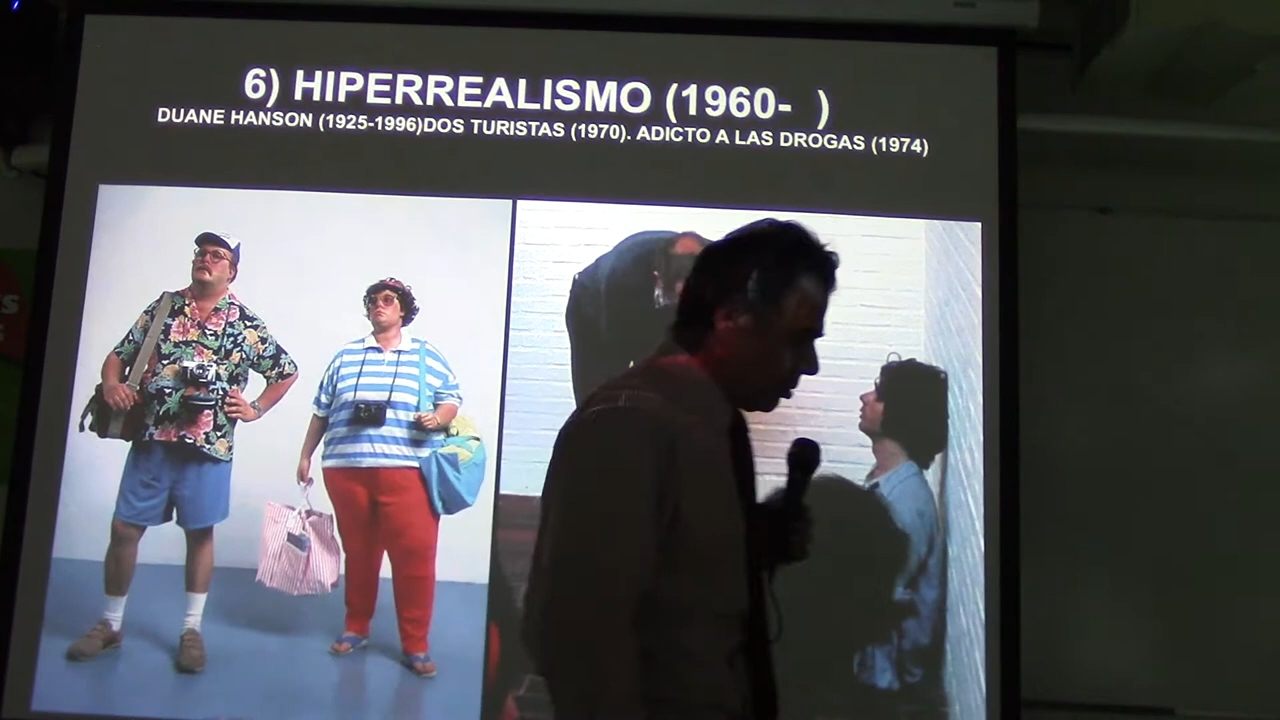 6) HIPERREALISMO (1960-  )
DUANE HANSON (1925-1996)DOS TURISTAS (1970). ADICTO A LAS DROGAS (1974)